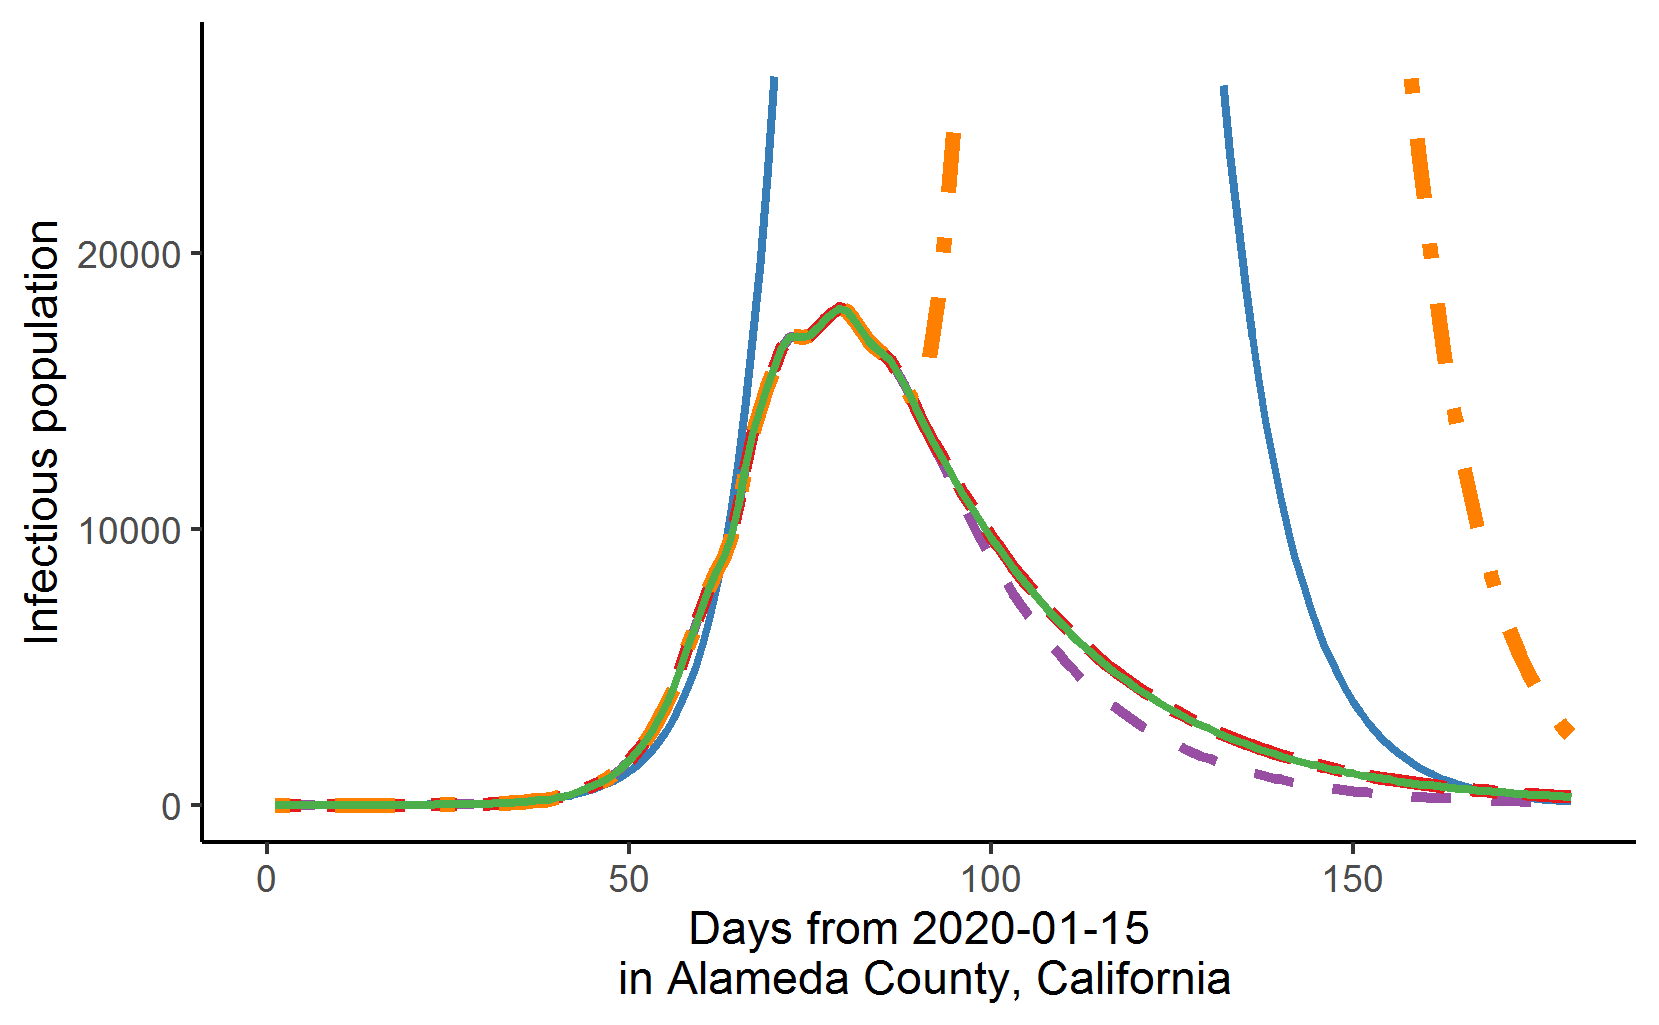 Infectious population
20000
10000
0
0 50 100 150
Days from 2020-01-15
in Alameda County, California